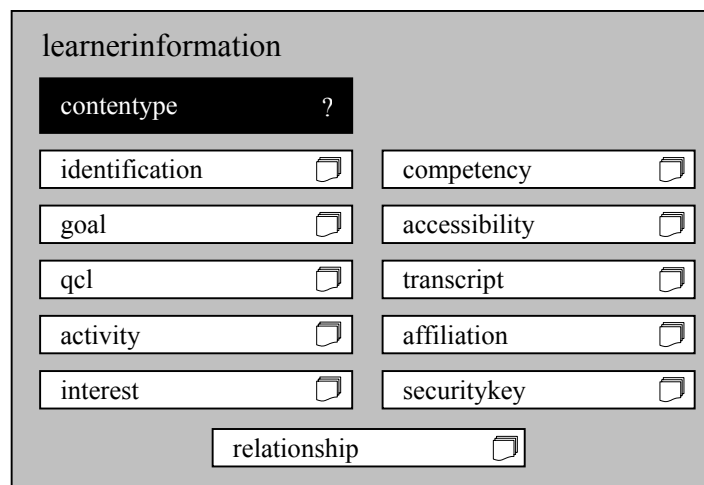 learnerinformation
contentype ?
identification
competency
goal
accessibility
qcl
transcript
activity
affiliation
interest
securitykey
relationship